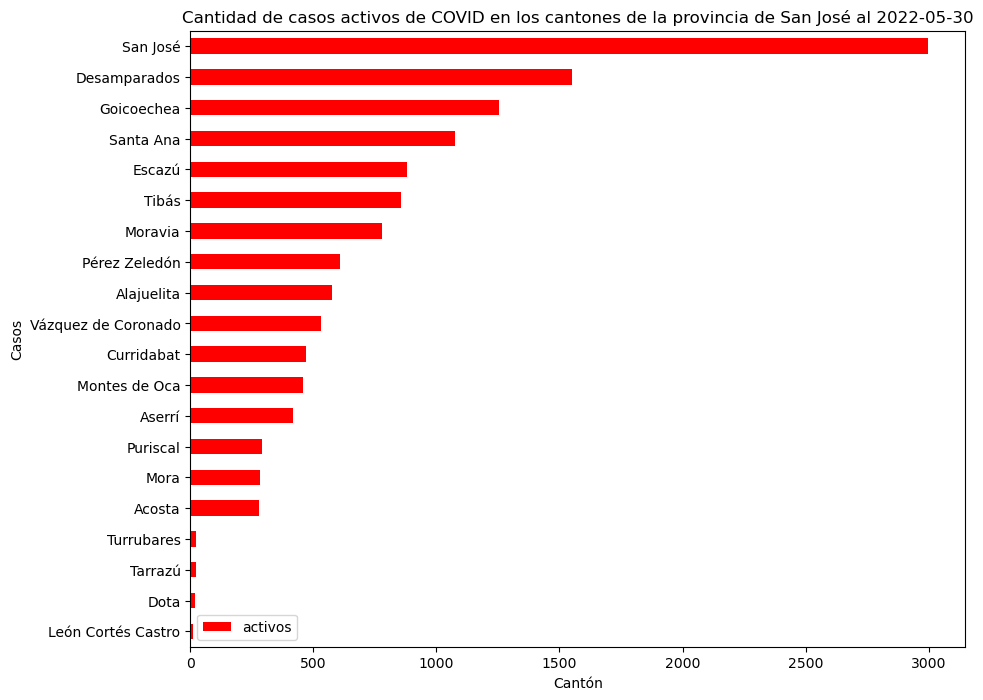 Cantidad de casos activos de COVID en los cantones de la provincia de San José al 2022-05-30
San José
Desamparados
Goicoechea
Santa Ana
Escazú
Tibás
Moravia
Pérez Zeledón
Alajuelita
Vázquez de Coronado
Curridabat
Montes de Oca
Aserrí
Puriscal
Mora
Acosta
Turrubares
Tarrazú
Dota
León Cortés Castro
Casos
activos
0 500 1000 1500 2000 2500 3000
Cantón